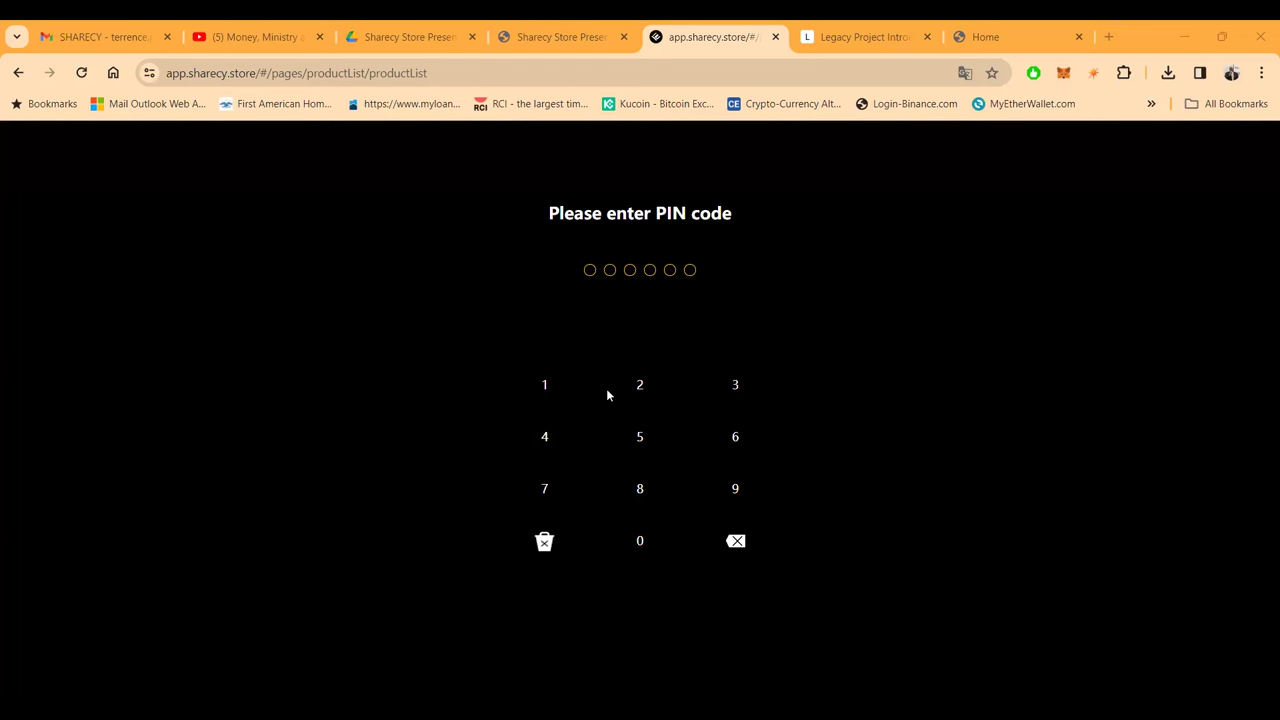 SHARECY - terrence.
(5) Money, Ministry a
Sharecy Store Presen
Sharecy Store Presen
app.sharecy.store/#/
Legacy Project Intro
Home
app.sharecy.store/#/pages/productList/productList
Bookmarks
Mail Outlook Web A...
First American Hom...
https://www.myloan...
RCI - the largest tim...
Kucoin - Bitcoin Exc...
Crypto-Currency Alt...
Login-Binance.com
MyEtherWallet.com
All Bookmarks
Please enter PIN code
1 2 3
4 5 6
7 8 9
0